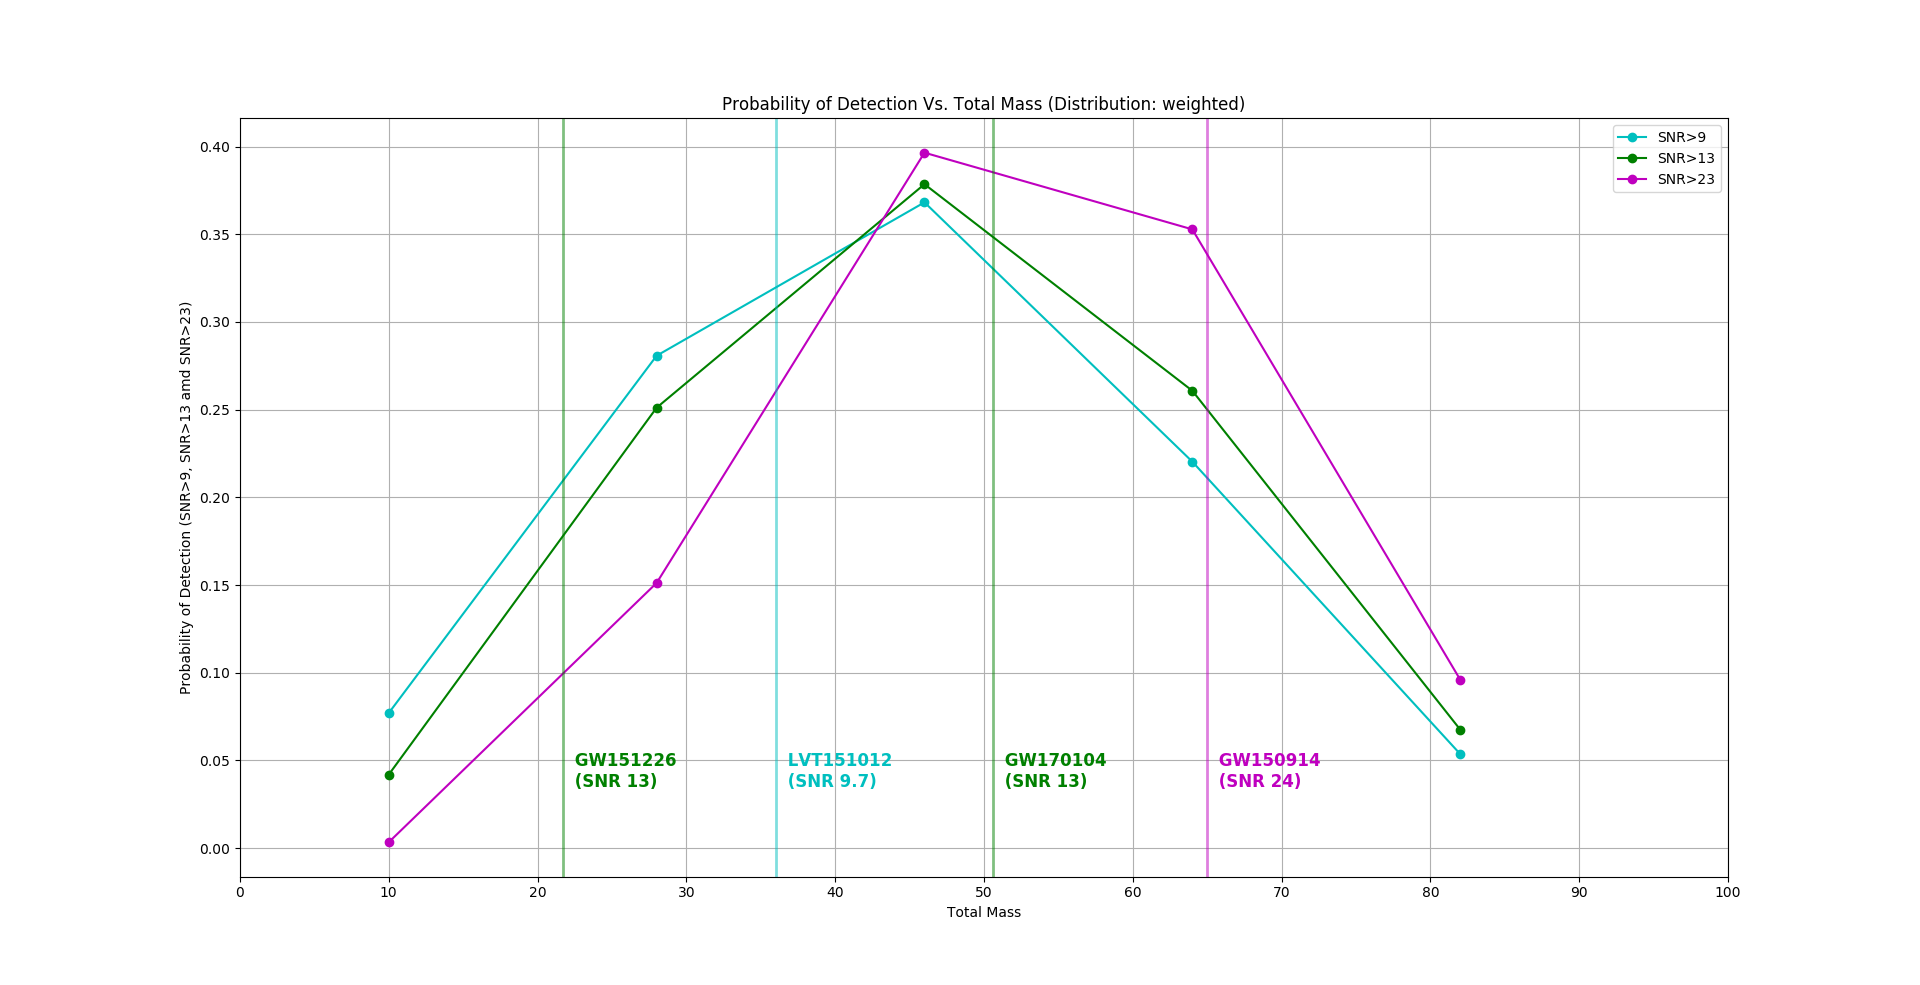 Probability of Detection Vs. Total Mass (Distribution: weighted)
SNR>9
SNR>13
SNR>23
Probability of Detection (SNR>9, SNR>13 amd SNR>23)
0.40
0.35
0.30
0.25
0.20
0.15
0.10
0.05
0.00
GW151226
(SNR 13)
LVT151012
(SNR 9.7)
GW170104
(SNR 13)
GW150914
(SNR 24)
0 10 20 30 40 50 60 70 80 90 100
Total Mass